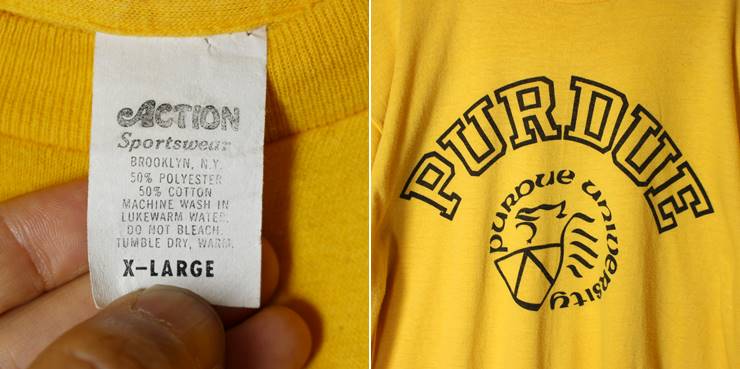 ACTION
Sportswear
BROOKLYN, N.Y.
50% POLYESTER
50% COTTON
MACHINE WASH IN
LUKEWARM WATER.
DO NOT BLEACH.
TUMBLE DRY, WARM.
X-LARGE
PURDUE
PURDUE UNIVERSITY